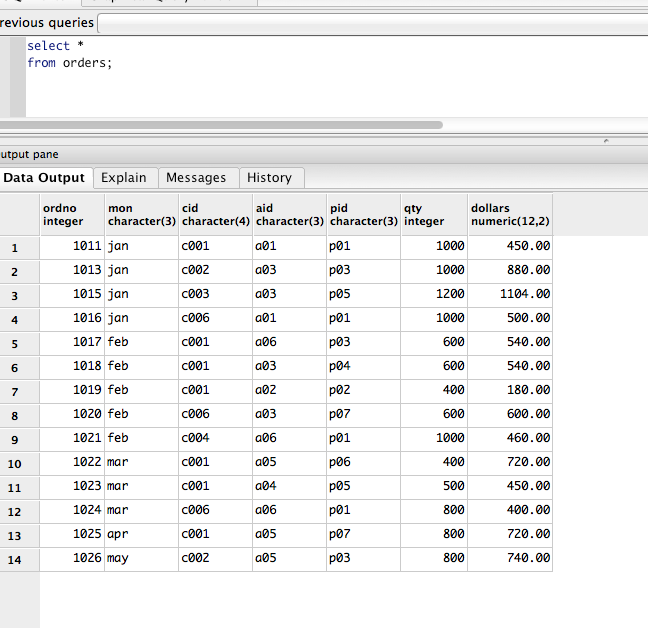 revious queries
select *
from orders;
utput pane
Data Output Explain Messages History
ordno mon cid aid pid qty dollars
integer character(3) character(4) character(3) character(3) integer numeric(12,2)
1 1011 jan c001 a01 p01 1000 450.00
2 1013 jan c002 a03 p03 1000 880.00
3 1015 jan c003 a03 p05 1200 1104.00
4 1016 jan c006 a01 p01 1000 500.00
5 1017 feb c001 a06 p03 600 540.00
6 1018 feb c001 a03 p04 600 540.00
7 1019 feb c001 a02 p02 400 180.00
8 1020 feb c006 a03 p07 600 600.00
9 1021 feb c004 a06 p01 1000 460.00
10 1022 mar c001 a05 p06 400 720.00
11 1023 mar c001 a04 p05 500 450.00
12 1024 mar c006 a06 p01 800 400.00
13 1025 apr c001 a05 p07 800 720.00
14 1026 may c002 a05 p03 800 740.00